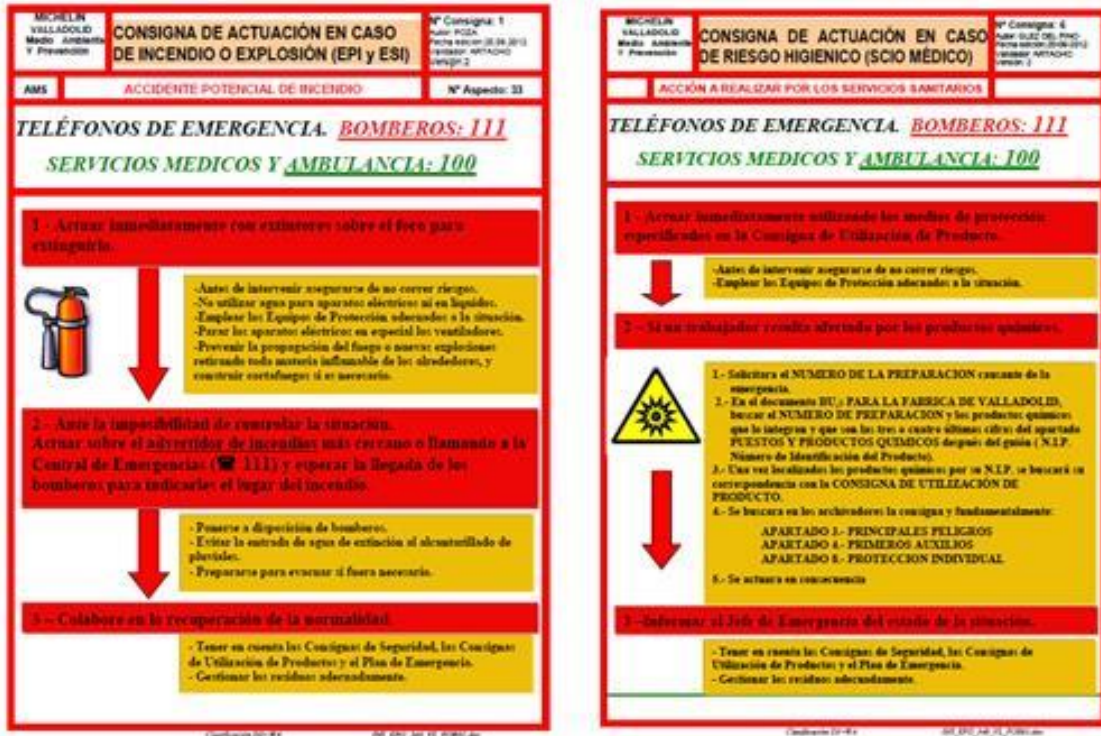 MICHELIN
VALLADOLID
Medio Ambiente
Y Prevención
CONSIGNA DE ACTUACIÓN EN CASO
DE INCENDIO O EXPLOSIÓN (EPI y ESI)
Nº Consigna: 1
Autor: POZA
Validador: ARTACHO
Versión: 2
AMS
ACCIDENTE POTENCIAL DE INCENDIO
Nº Aspecto: 33
TELÉFONOS DE EMERGENCIA. BOMBEROS: 111
SERVICIOS MEDICOS Y AMBULANCIA: 100
1 - Actuar inmediatamente con extintores sobre el foco para
extinguirlo.
-Antes de intervenir asegurarse de no correr riesgos.
-No utilizar agua para aparatos eléctricos ni en líquidos.
-Emplear los Equipos de Protección adecuados a la situación.
-Parar los aparatos eléctricos en especial los ventiladores.
-Prevenir la propagación del fuego o nuevas explosiones
retirando toda materia inflamable de los alrededores, y
construir cortafuegos si es necesario.
2 - Ante la imposibilidad de controlar la situación.
Actuar sobre el advertidor de incendios más cercano o llamando a la
Central de Emergencias (☎ 111) y esperar la llegada de los
bomberos para indicarles el lugar del incendio.
- Ponerse a disposición de bomberos.
- Evitar la entrada de agua de extinción al alcantarillado de
pluviales.
- Prepararse para evacuar si fuera necesario.
3 – Colabore en la recuperación de la normalidad.
- Tener en cuenta las Consignas de Seguridad, las Consignas
de Utilización de Productos y el Plan de Emergencia.
- Gestionar los residuos adecuadamente.
MICHELIN
VALLADOLID
Medio Ambiente
Y Prevención
CONSIGNA DE ACTUACIÓN EN CASO
DE RIESGO HIGIENICO (SCIO MÉDICO)
Nº Consigna: 6
Validador: ARTACHO
Versión: 2
ACCIÓN A REALIZAR POR LOS SERVICIOS SANITARIOS
TELÉFONOS DE EMERGENCIA. BOMBEROS: 111
SERVICIOS MEDICOS Y AMBULANCIA: 100
1 - Actuar inmediatamente utilizando los medios de protección
especificados en la Consigna de Utilización de Producto.
-Antes de intervenir asegurarse de no correr riesgos.
-Emplear los Equipos de Protección adecuados a la situación.
2 – Si un trabajador resulta afectado por los productos químicos.
1.- Solicitara el NUMERO DE LA PREPARACION causante de la
emergencia.
2.- En el documento PARA LA FABRICA DE VALLADOLID,
buscar el NUMERO DE PREPARACION y los productos químicos
que lo integran y que son las tres o cuatro últimas cifras del apartado
PUESTOS Y PRODUCTOS QUIMICOS después del guión ( N.I.P.
Número de Identificación del Producto).
3.- Una vez localizados los productos químicos por su N.I.P. se buscará su
correspondencia con la CONSIGNA DE UTILIZACIÓN DE
PRODUCTO.
4.- Se buscara en los archivadores la consigna y fundamentalmente:
APARTADO 3.- PRINCIPALES PELIGROS
APARTADO 4.- PRIMEROS AUXILIOS
APARTADO 8.- PROTECCION INDIVIDUAL
5.- Se actuara en consecuencia
3 –Informar al Jefe de Emergencia del estado de la situación.
- Tener en cuenta las Consignas de Seguridad, las Consignas de
Utilización de Productos y el Plan de Emergencia.
- Gestionar los residuos adecuadamente.